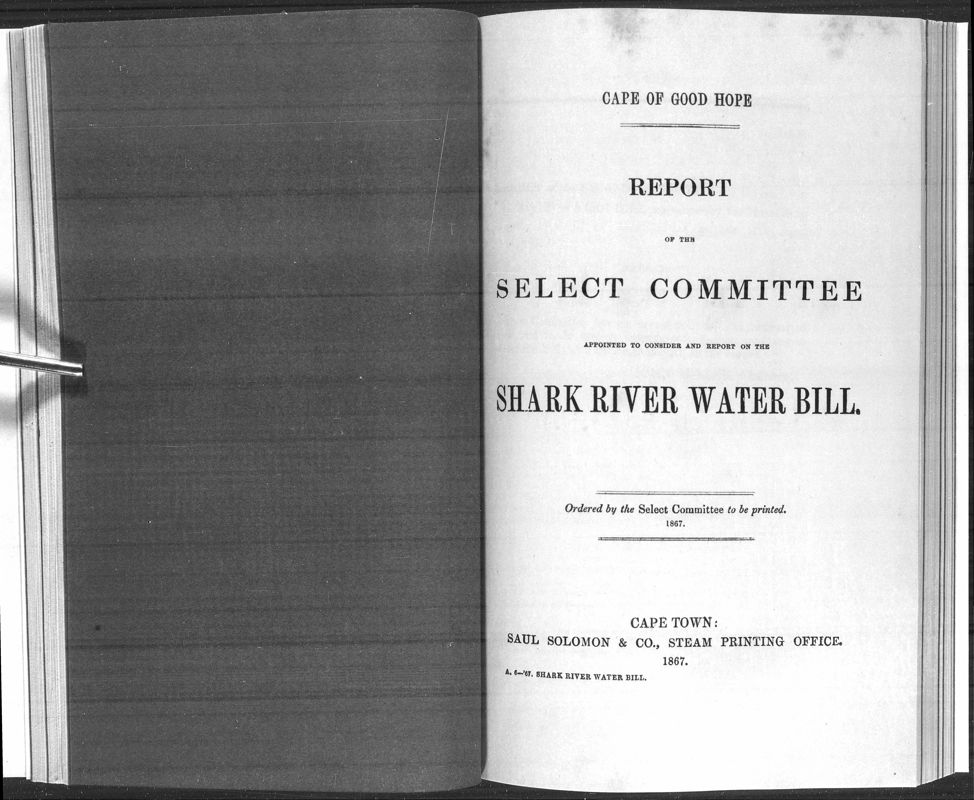 CAPE OF GOOD HOPE
REPORT
OF THE
SELECT COMMITTEE
APPOINTED TO CONSIDER AND REPORT ON THE
SHARK RIVER WATER BILL.
Ordered by the Select Committee to be printed.
1867.
CAPE TOWN:
SAUL SOLOMON & CO., STEAM PRINTING OFFICE.
1867.
A. 6—'67. SHARK RIVER WATER BILL.